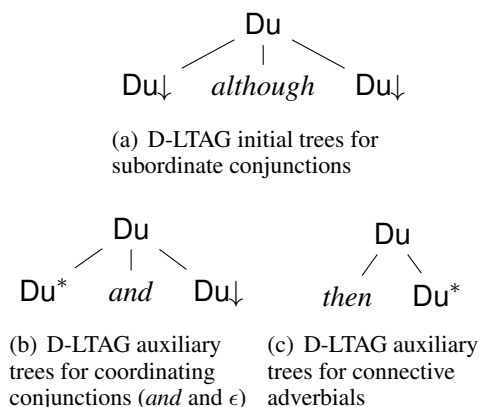 Du
Du↓ although Du↓
(a) D-LTAG initial trees for
subordinate conjunctions
Du
Du* and Du↓
(b) D-LTAG auxiliary
trees for coordinating
conjunctions (and and ϵ)
Du
then Du*
(c) D-LTAG auxiliary
trees for connective
adverbials